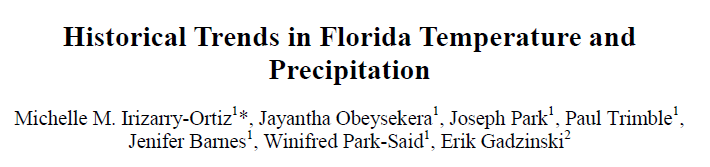 Historical Trends in Florida Temperature and
Precipitation
Michelle M. Irizarry-Ortiz¹*, Jayantha Obeysekera¹, Joseph Park¹, Paul Trimble¹,
Jenifer Barnes¹, Winifred Park-Said¹, Erik Gadzinski²